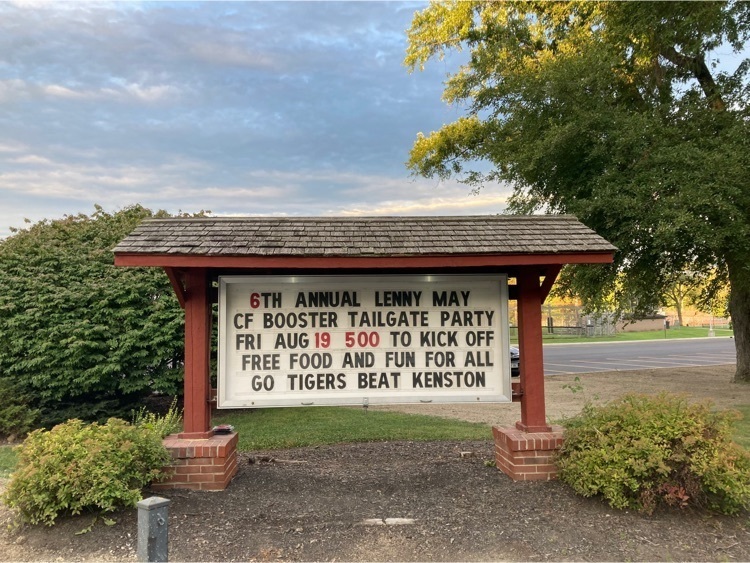 6TH ANNUAL LENNY MAY
CF BOOSTER TAILGATE PARTY
FRI AUG 19 500 TO KICK OFF
FREE FOOD AND FUN FOR ALL
GO TIGERS BEAT KENSTON